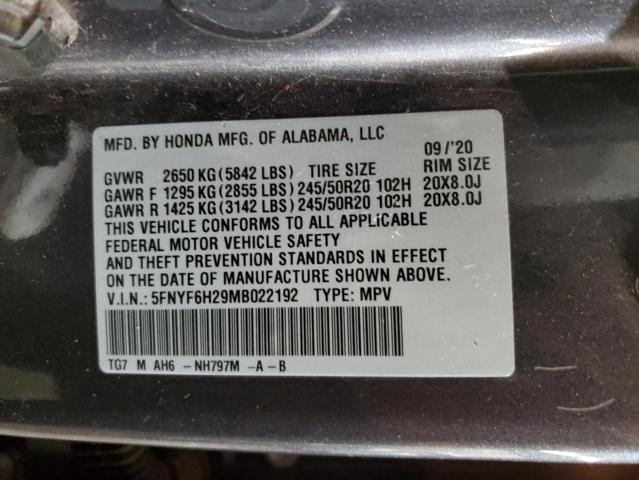 MFD. BY HONDA MFG. OF ALABAMA, LLC 09/'20
GVWR 2650 KG(5842 LBS) TIRE SIZE RIM SIZE
GAWR F 1295 KG(2855 LBS)245/50R20 102H 20X8.0J
GAWR R 1425 KG(3142 LBS)245/50R20 102H 20X8.0J
THIS VEHICLE CONFORMS TO ALL APPLICABLE
FEDERAL MOTOR VEHICLE SAFETY
AND THEFT PREVENTION STANDARDS IN EFFECT
ON THE DATE OF MANUFACTURE SHOWN ABOVE.
V.I.N.: 5FNYF6H29MB022192 TYPE: MPV
TG7 M AH6 -NH797M -A-B